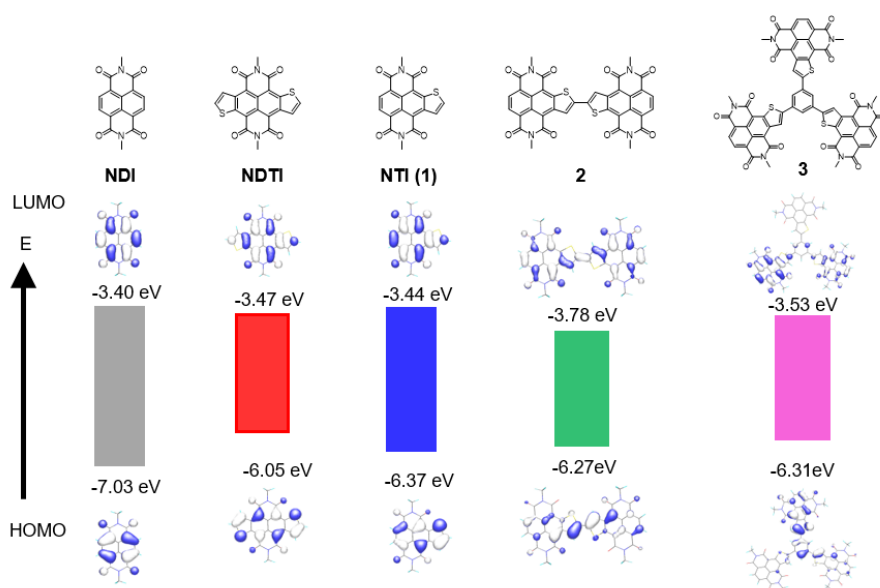 NDI NDTI NTI (1) 2 3
LUMO
E
-3.40 eV -3.47 eV -3.44 eV -3.78 eV -3.53 eV
-7.03 eV -6.05 eV -6.37 eV -6.27eV -6.31eV
HOMO